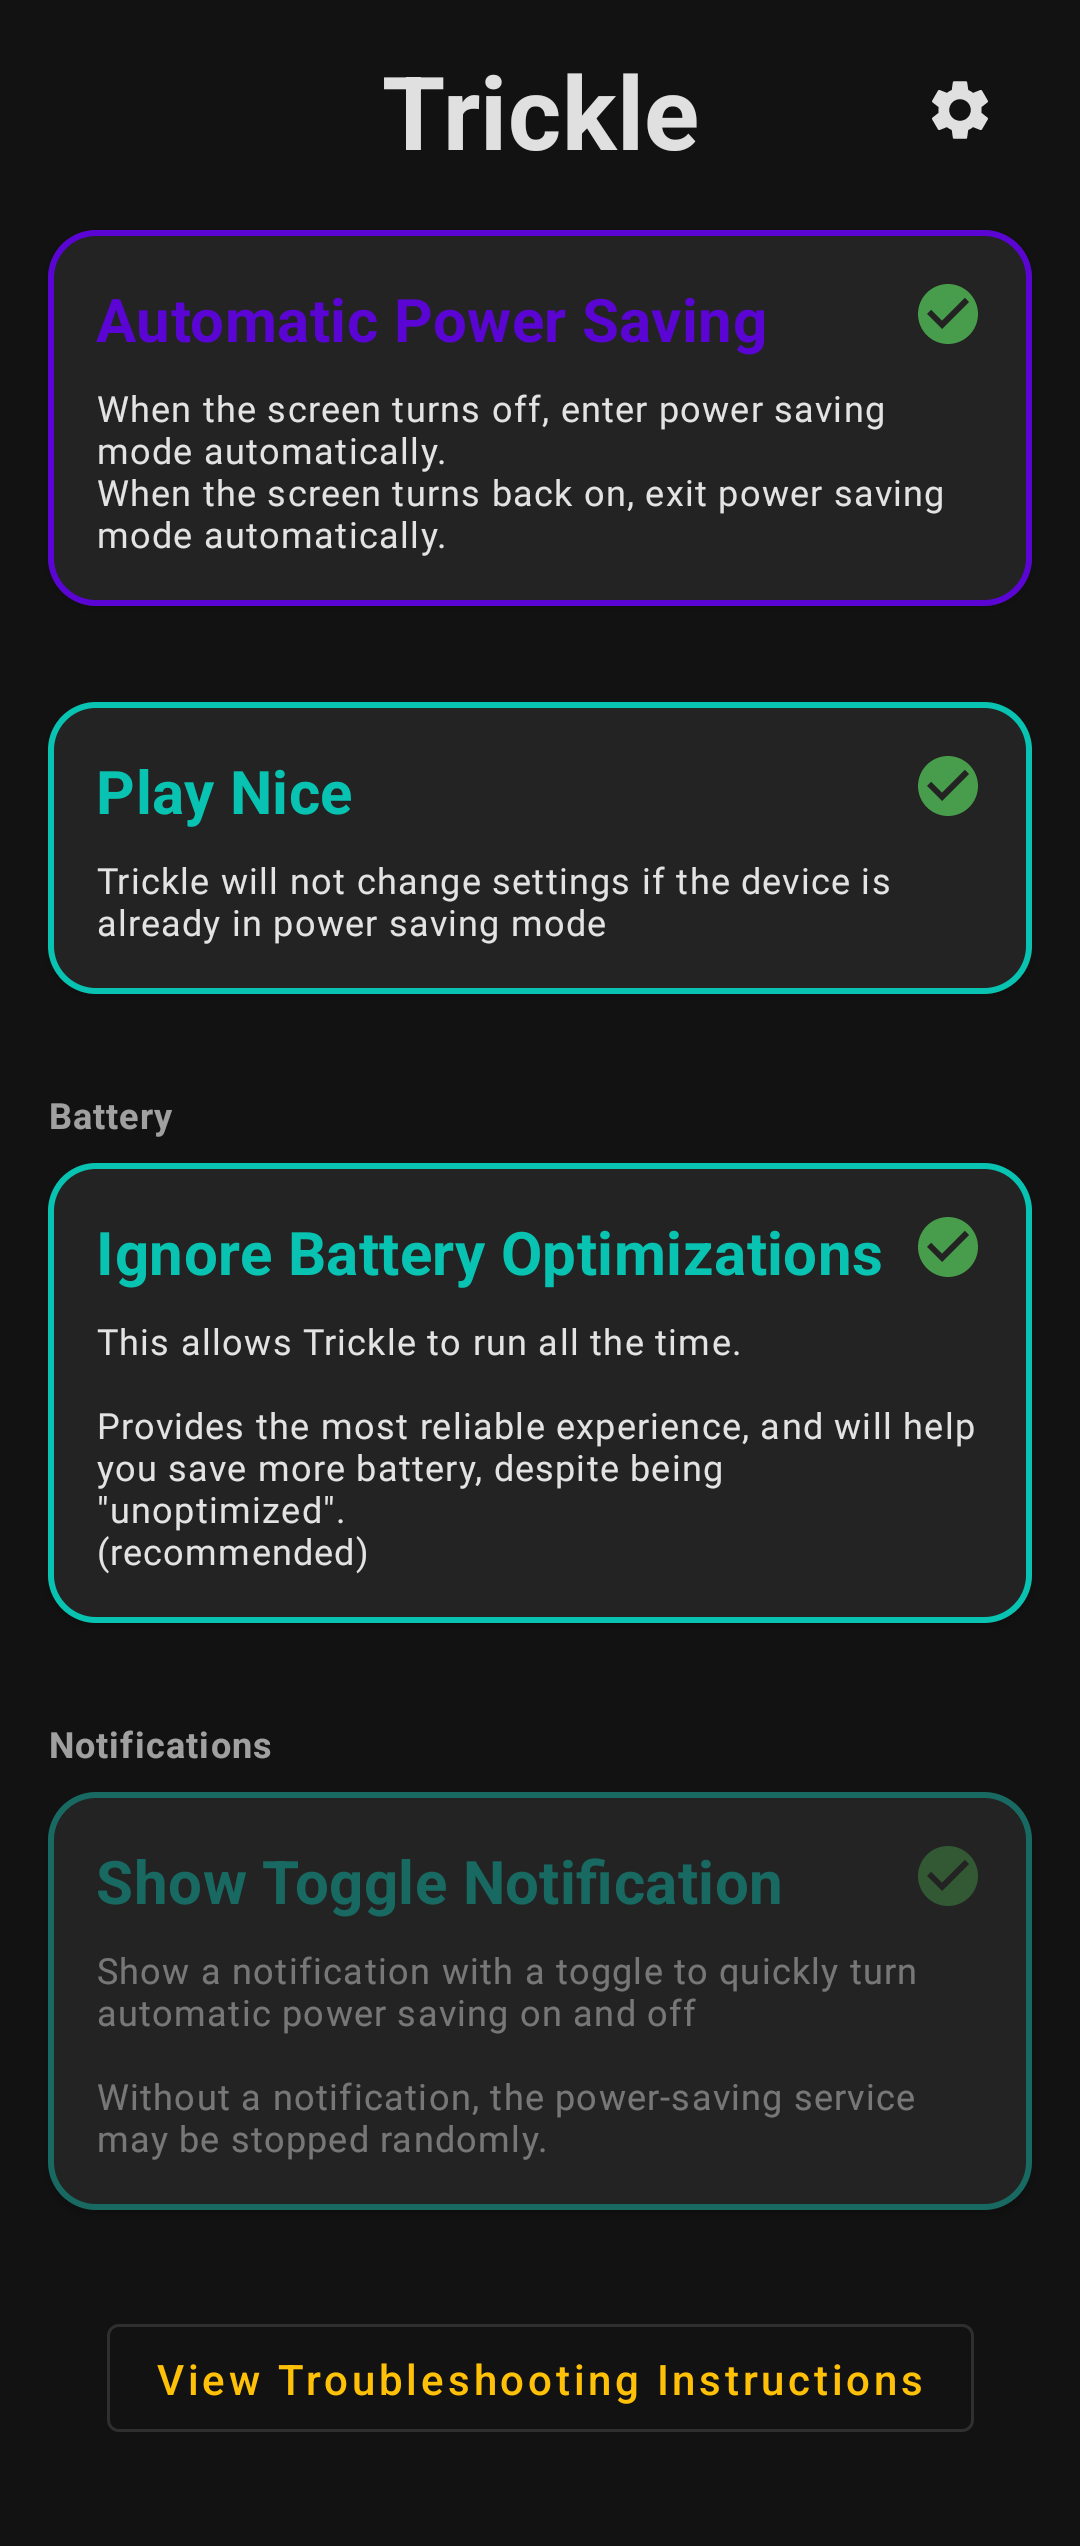 Trickle
Automatic Power Saving
When the screen turns off, enter power saving
mode automatically.
When the screen turns back on, exit power saving
mode automatically.
Play Nice
Trickle will not change settings if the device is
already in power saving mode
Battery
Ignore Battery Optimizations
This allows Trickle to run all the time.
Provides the most reliable experience, and will help
you save more battery, despite being
"unoptimized".
(recommended)
Notifications
Show Toggle Notification
Show a notification with a toggle to quickly turn
automatic power saving on and off
Without a notification, the power-saving service
may be stopped randomly.
View Troubleshooting Instructions